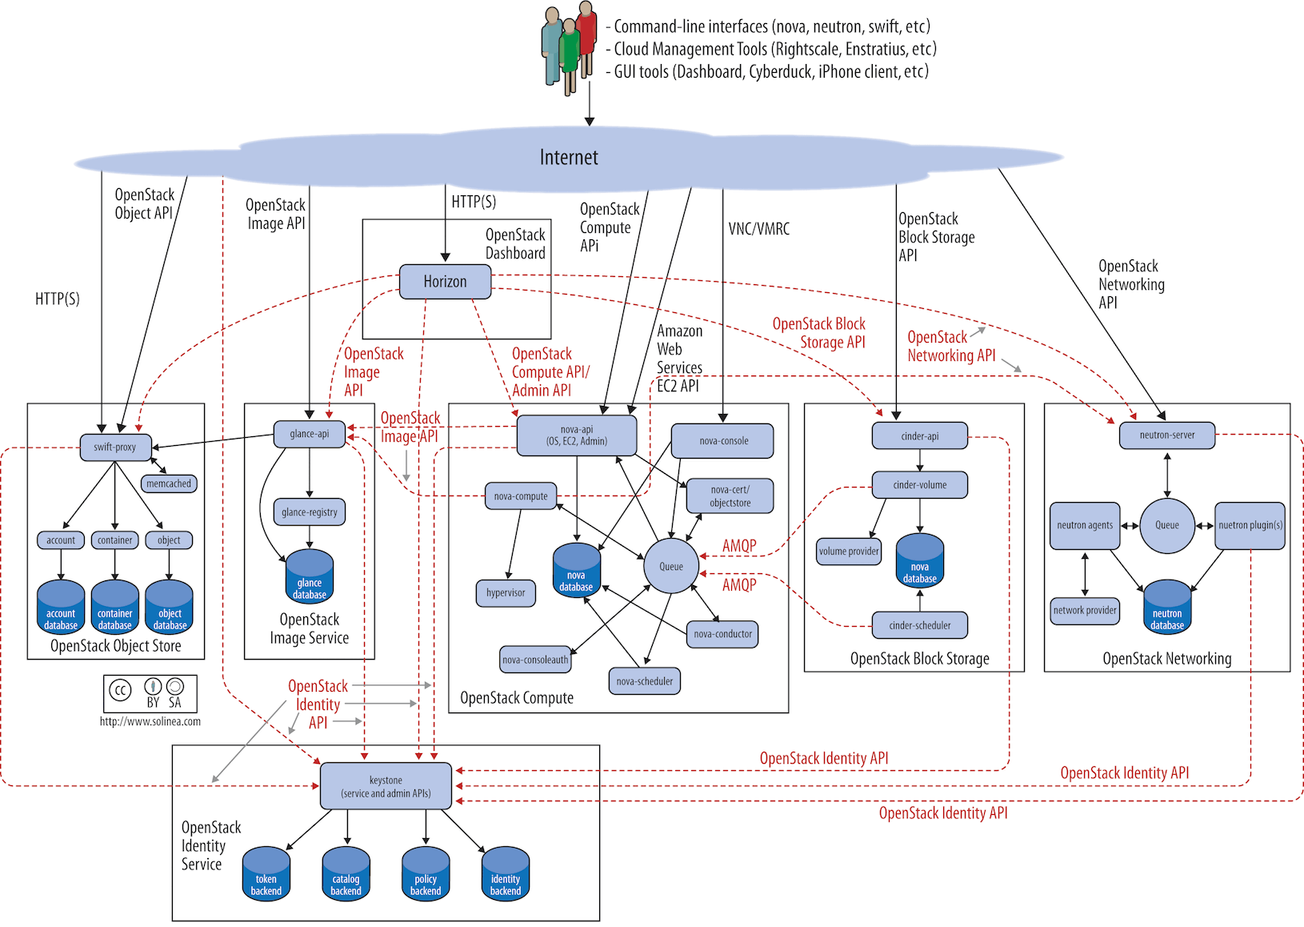 - Command-line interfaces (nova, neutron, swift, etc)
- Cloud Management Tools (Rightscale, Enstratius, etc)
- GUI tools (Dashboard, Cyberduck, iPhone client, etc)
Internet
OpenStack
Object API
OpenStack
Image API
HTTP(S)
OpenStack
Compute
APi
VNC/VMRC
OpenStack
Block Storage
API
OpenStack
Networking
API
HTTP(S)
OpenStack
Dashboard
Horizon
OpenStack
Image
API
OpenStack
Compute API/
Admin API
Amazon
Web
Services
EC2 API
OpenStack Block
Storage API
OpenStack
Networking API
OpenStack
Image API
swift-proxy
memcached
account
container
object
account
database
container
database
object
database
OpenStack Object Store
glance-api
glance-registry
glance
database
OpenStack
Image Service
nova-api
(OS, EC2, Admin)
nova-console
nova-compute
nova-cert/
objectstore
hypervisor
nova
database
Queue
nova-conductor
nova-consoleauth
nova-scheduler
OpenStack Compute
AMQP
AMQP
cinder-api
cinder-volume
volume provider
nova
database
cinder-scheduler
OpenStack Block Storage
neutron-server
neutron agents
Queue
nuetron plugin(s)
network provider
neutron
database
OpenStack Networking
CC
BY SA
http://www.solinea.com
OpenStack
Identity
API
OpenStack Identity API
OpenStack Identity API
OpenStack Identity API
keystone
(service and admin APIs)
OpenStack
Identity
Service
token
backend
catalog
backend
policy
backend
identity
backend